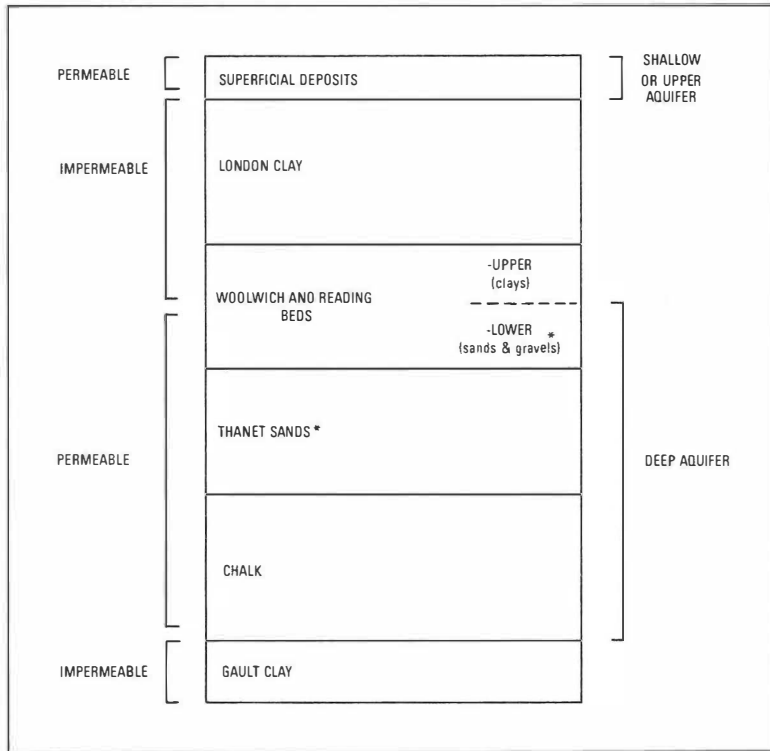 PERMEABLE
SUPERFICIAL DEPOSITS
SHALLOW
OR UPPER
AQUIFER
IMPERMEABLE
LONDON CLAY
WOOLWICH AND READING
BEDS
-UPPER
(clays)
-LOWER *
(sands & gravels)
PERMEABLE
THANET SANDS*
DEEP AQUIFER
CHALK
IMPERMEABLE
GAULT CLAY